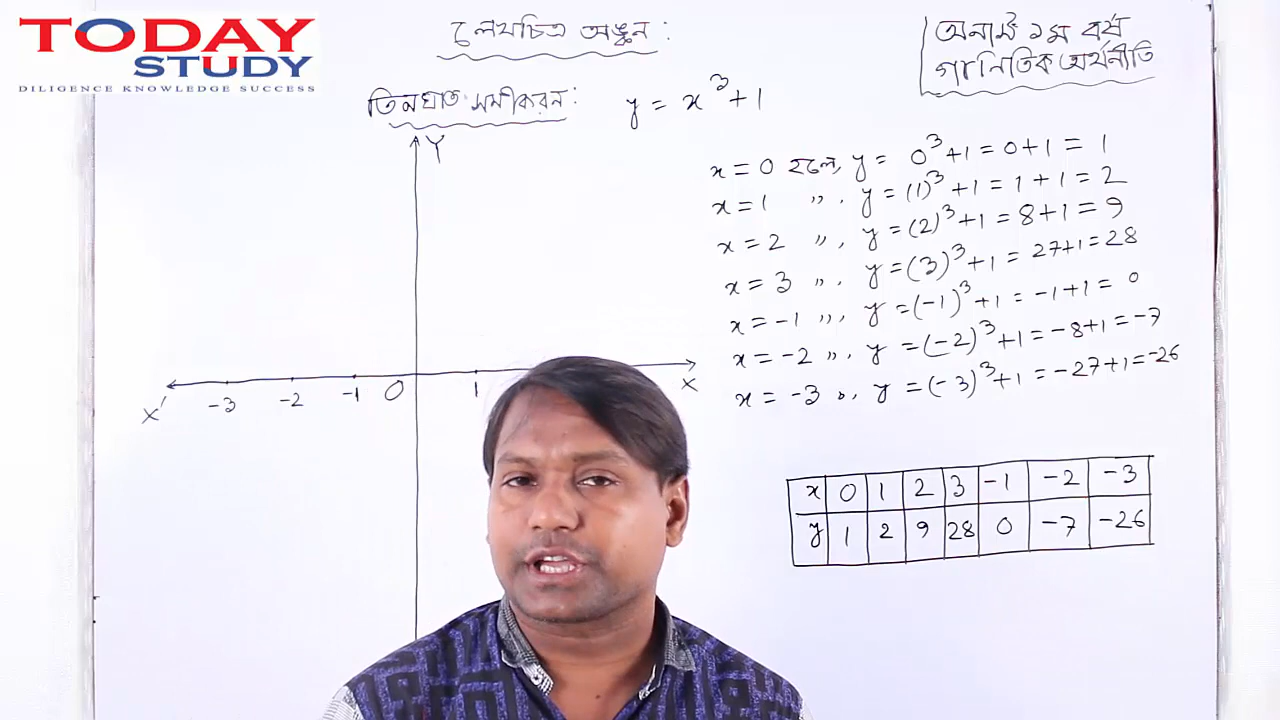 TODAY
STUDY
DILIGENCE KNOWLEDGE SUCCESS
লেখচিত্র অঙ্কন:
অনার্স ১ম বর্ষ
গাণিতিক অর্থনীতি
তিনঘাত সমীকরন: y = x³+1
Y
x = 0 হলে, y = 0³+1 = 0+1 = 1
x = 1 ,, , y = (1)³+1 = 1+1 = 2
x = 2 ,, , y = (2)³+1 = 8+1 = 9
x = 3 ,, , y = (3)³+1 = 27+1 = 28
x = -1 ,, , y = (-1)³+1 = -1+1 = 0
x = -2 ,, , y = (-2)³+1 = -8+1 = -7
x = -3 ,, , y = (-3)³+1 = -27+1 = -26
X' -3 -2 -1 0 1 X
x 0 1 2 3 -1 -2 -3
y 1 2 9 28 0 -7 -26